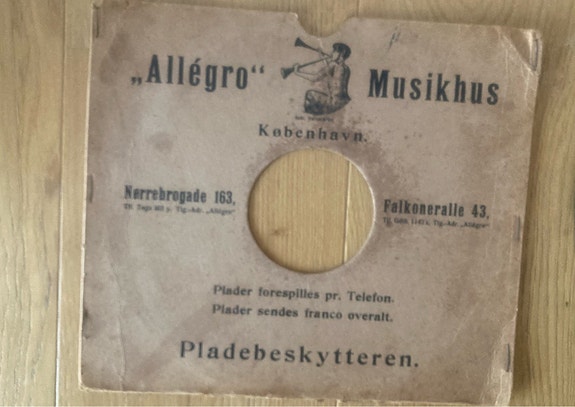 „Allégro“ Musikhus
København.
Nørrebrogade 163,
Falkoneralle 43,
Plader forespilles pr. Telefon.
Plader sendes franco overalt.
Pladebeskytteren.